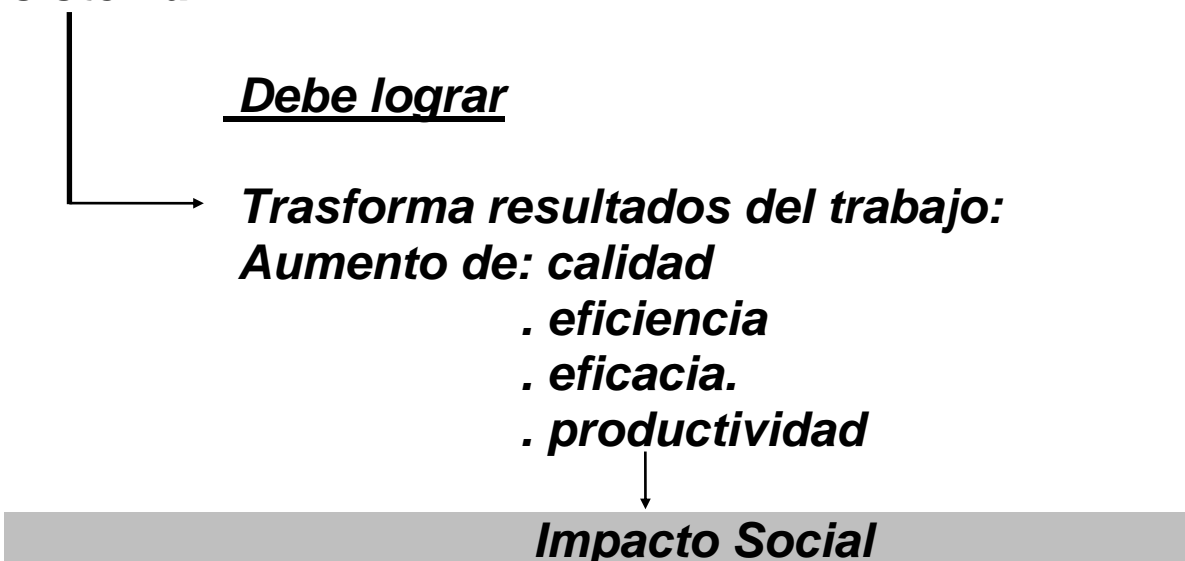 Debe lograr
Trasforma resultados del trabajo:
Aumento de: calidad
. eficiencia
. eficacia.
. productividad
Impacto Social